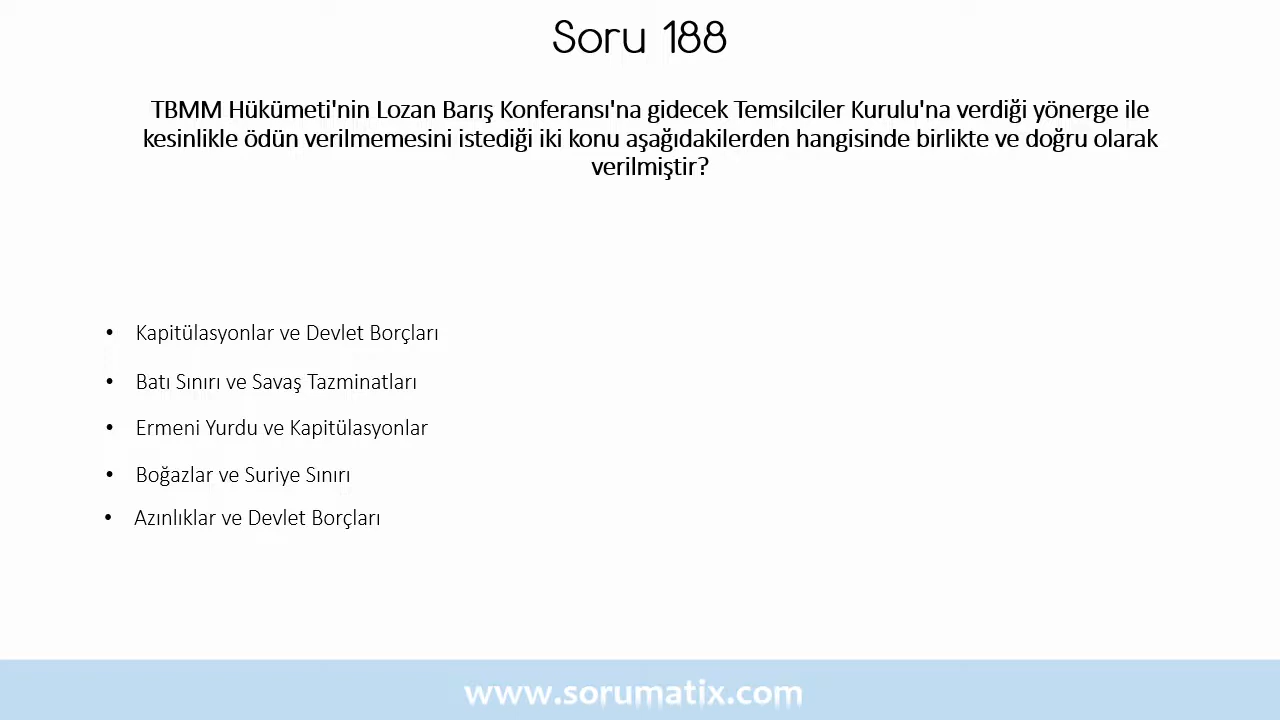 Soru 188
TBMM Hükümeti'nin Lozan Barış Konferansı'na gidecek Temsilciler Kurulu'na verdiği yönerge ile
kesinlikle ödün verilmemesini istediği iki konu aşağıdakilerden hangisinde birlikte ve doğru olarak
verilmiştir?
• Kapitülasyonlar ve Devlet Borçları
• Batı Sınırı ve Savaş Tazminatları
• Ermeni Yurdu ve Kapitülasyonlar
• Boğazlar ve Suriye Sınırı
• Azınlıklar ve Devlet Borçları
www.sorumatix.com